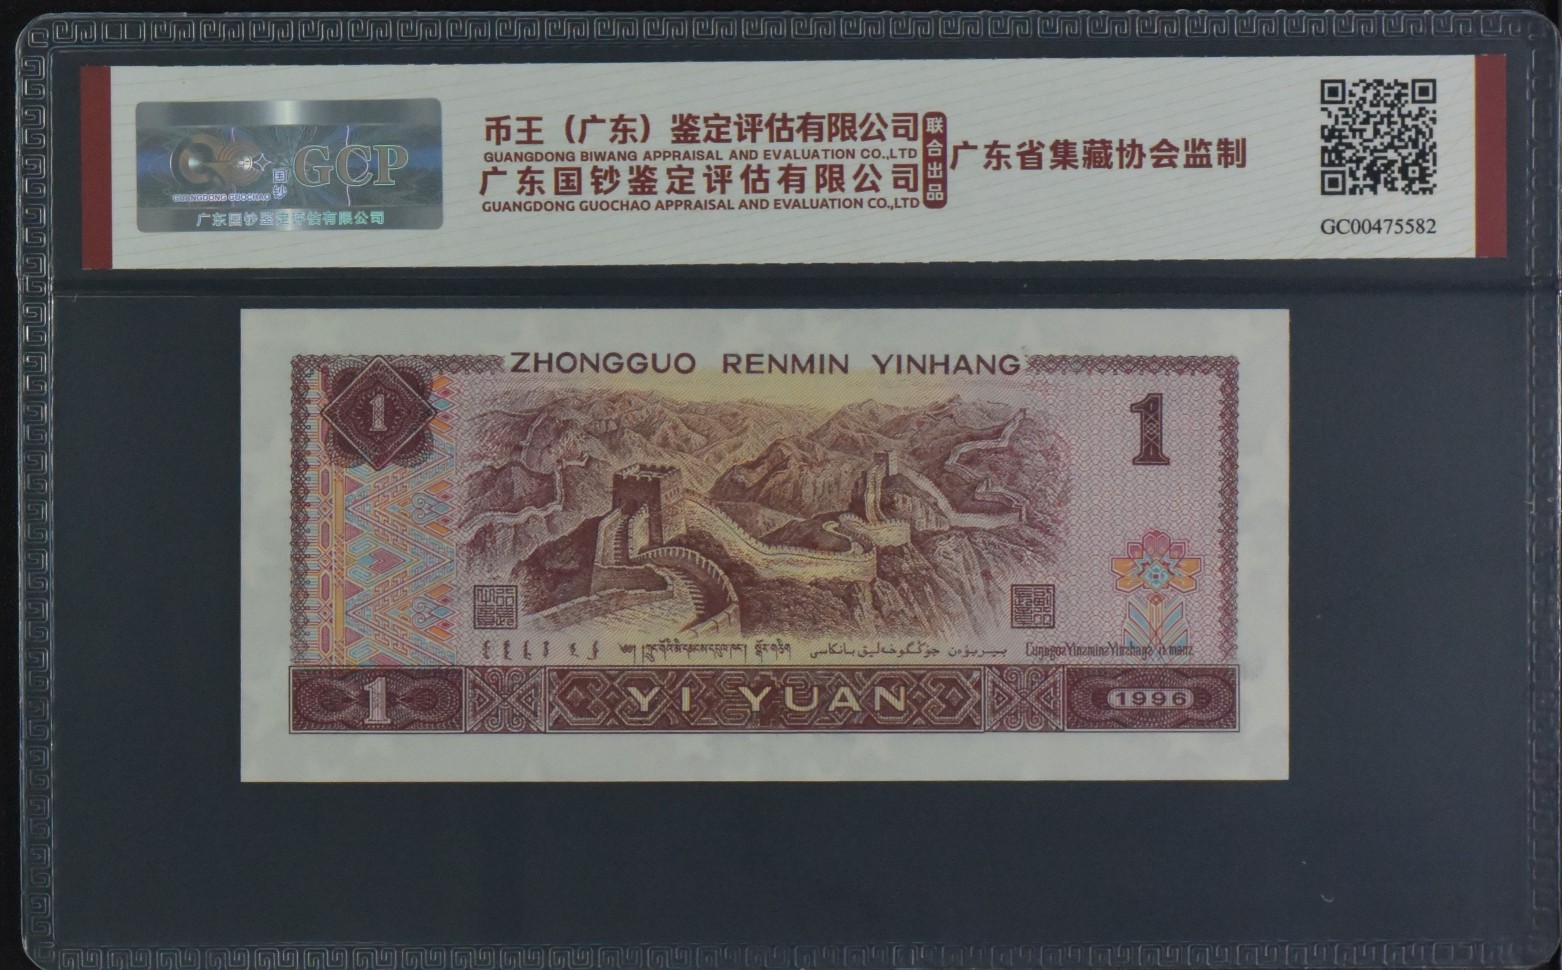 GCP
国钞
GUANGDONG GUOCHAO
广东国钞鉴定评估有限公司
币王（广东）鉴定评估有限公司
GUANGDONG BIWANG APPRAISAL AND EVALUATION CO.,LTD
广东国钞鉴定评估有限公司
GUANGDONG GUOCHAO APPRAISAL AND EVALUATION CO.,LTD
联合出品
广东省集藏协会监制
GC00475582
ZHONGGUO RENMIN YINHANG
1
1
1 YI YUAN 1996